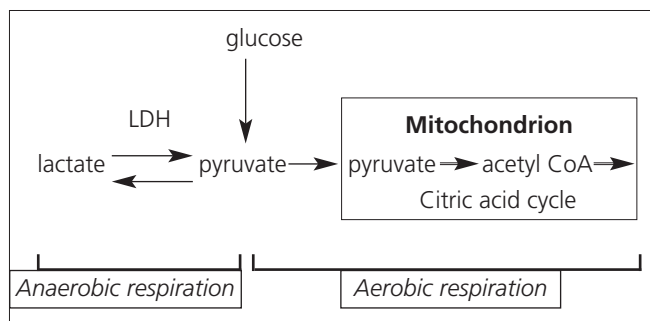 glucose
LDH
Mitochondrion
lactate pyruvate pyruvate acetyl CoA
Citric acid cycle
Anaerobic respiration Aerobic respiration